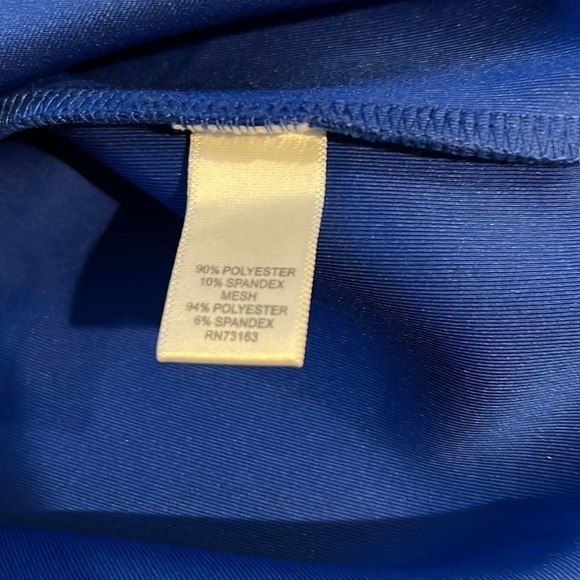 90% POLYESTER
10% SPANDEX
MESH
94% POLYESTER
6% SPANDEX
RN73163